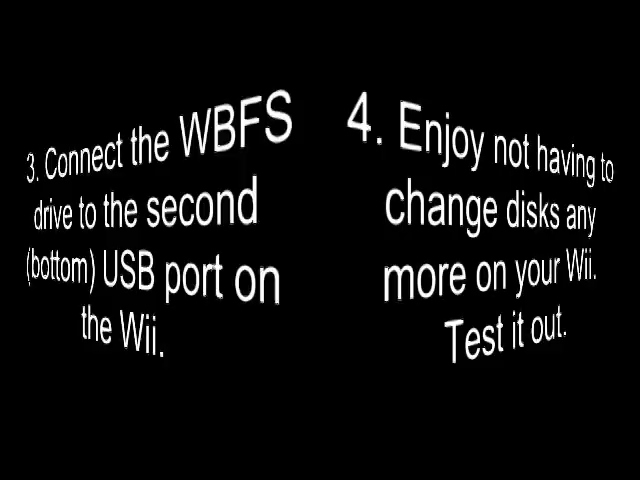 3. Connect the WBFS
drive to the second
(bottom) USB port on
the Wii.
4. Enjoy not having to
change disks any
more on your Wii.
Test it out.